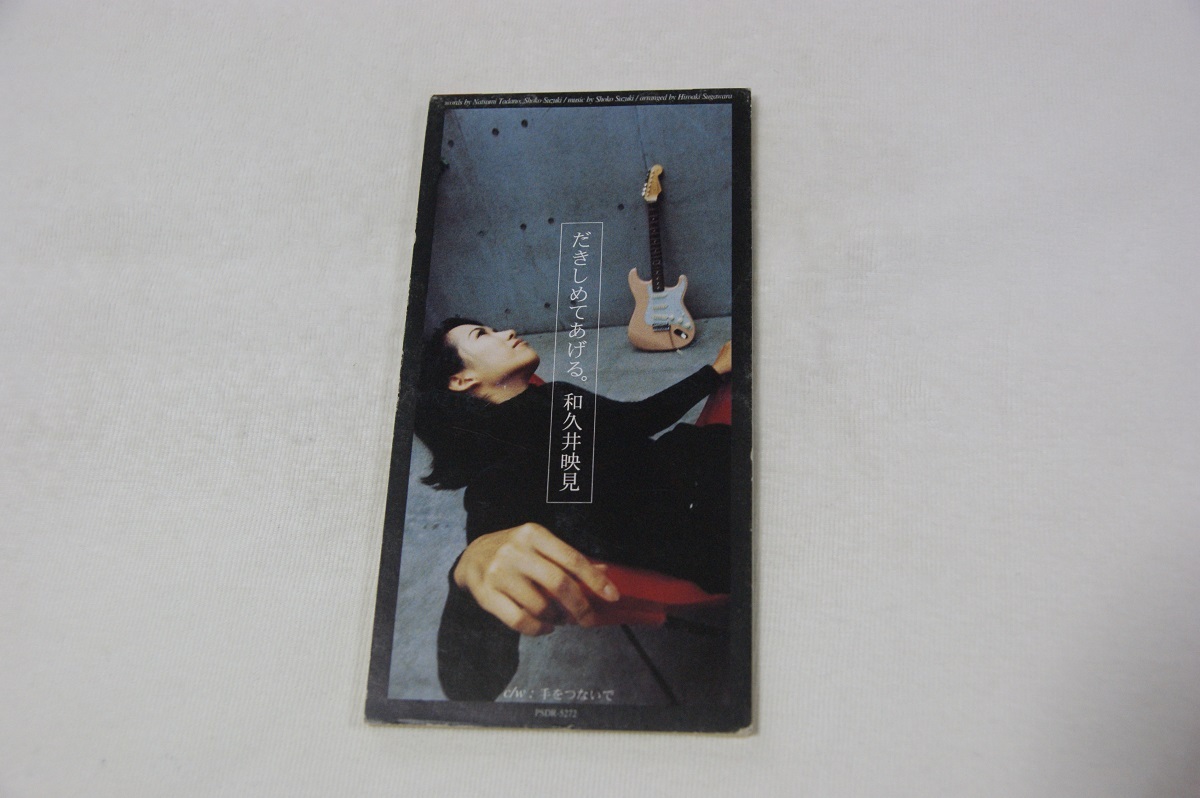 words by Natsumi Tadano, Shoko Suzuki / music by Shoko Suzuki / arranged by Hiroaki Sugawara
だきしめてあげる。 和久井映見
c/w : 手をつないで
PSDR-5272